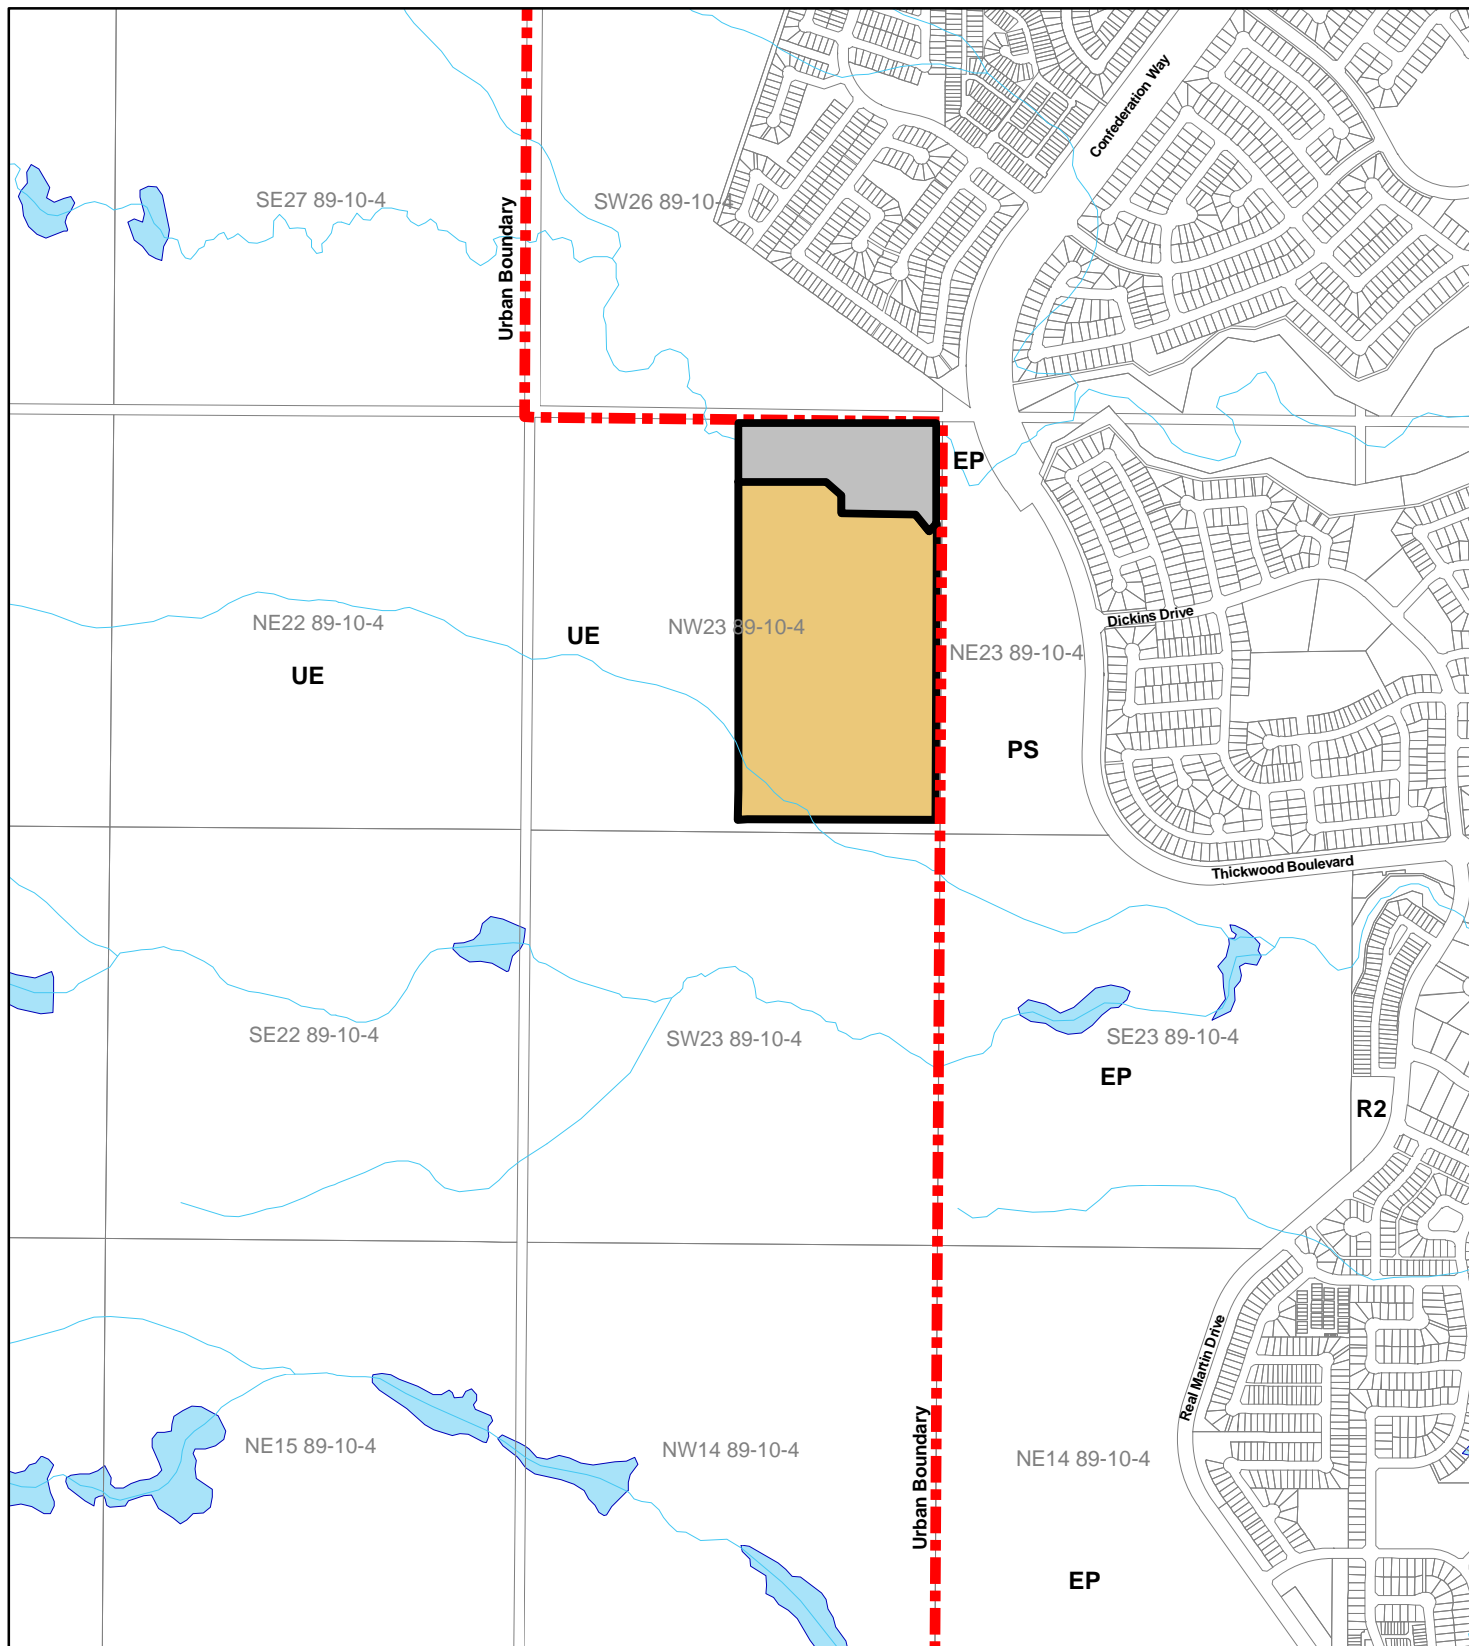 Confederation Way
SE27 89-10-4
SW26 89-10-4
Urban Boundary
EP
Dickins Drive
NE22 89-10-4
UE
NW23 89-10-4
UE
NE23 89-10-4
PS
Thickwood Boulevard
SE22 89-10-4
SW23 89-10-4
SE23 89-10-4
EP
R2
Real Martin Drive
NE15 89-10-4
NW14 89-10-4
Urban Boundary
NE14 89-10-4
EP